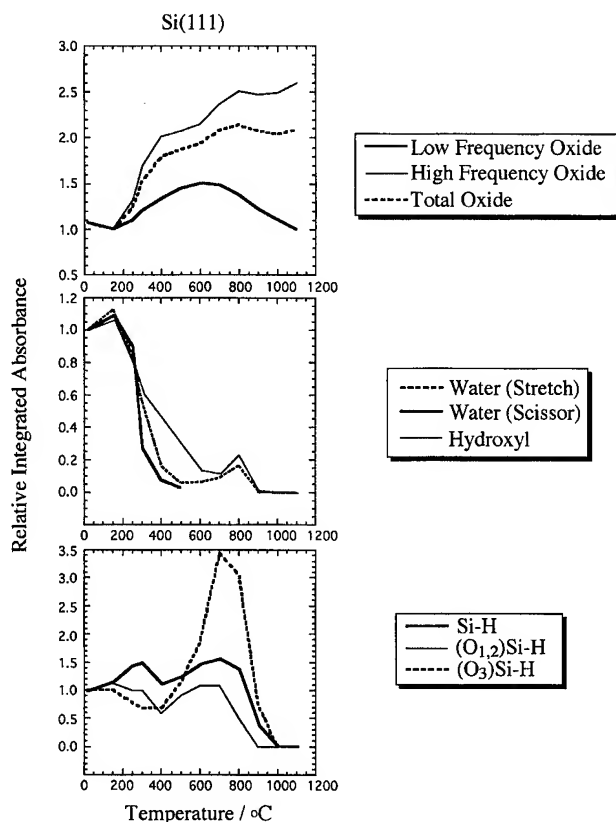 Si(111)
Relative Integrated Absorbance
3.0
2.5
2.0
1.5
1.0
0.5
0 200 400 600 800 1000 1200
Low Frequency Oxide
High Frequency Oxide
Total Oxide
1.2
1.0
0.8
0.6
0.4
0.2
0.0
0 200 400 600 800 1000 1200
Water (Stretch)
Water (Scissor)
Hydroxyl
3.5
3.0
2.5
2.0
1.5
1.0
0.5
0.0
0 200 400 600 800 1000 1200
Si-H
(O1,2)Si-H
(O3)Si-H
Temperature / oC